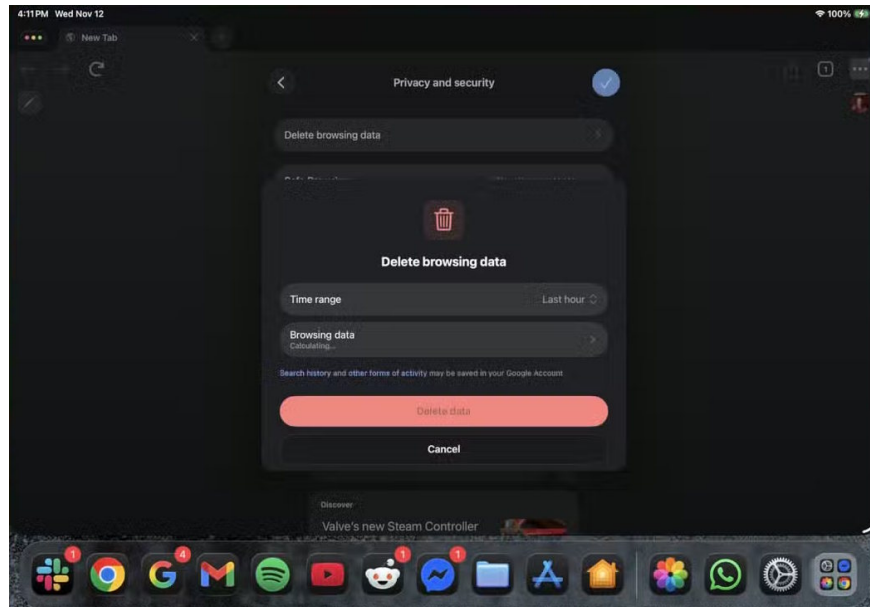 4:11 PM Wed Nov 12
100%
New Tab
1
Privacy and security
Delete browsing data
Delete browsing data
Time range
Last hour
Browsing data
Calculating...
Search history and other forms of activity may be saved in your Google Account
Delete data
Cancel
Discover
Valve's new Steam Controller
1
4
1
1